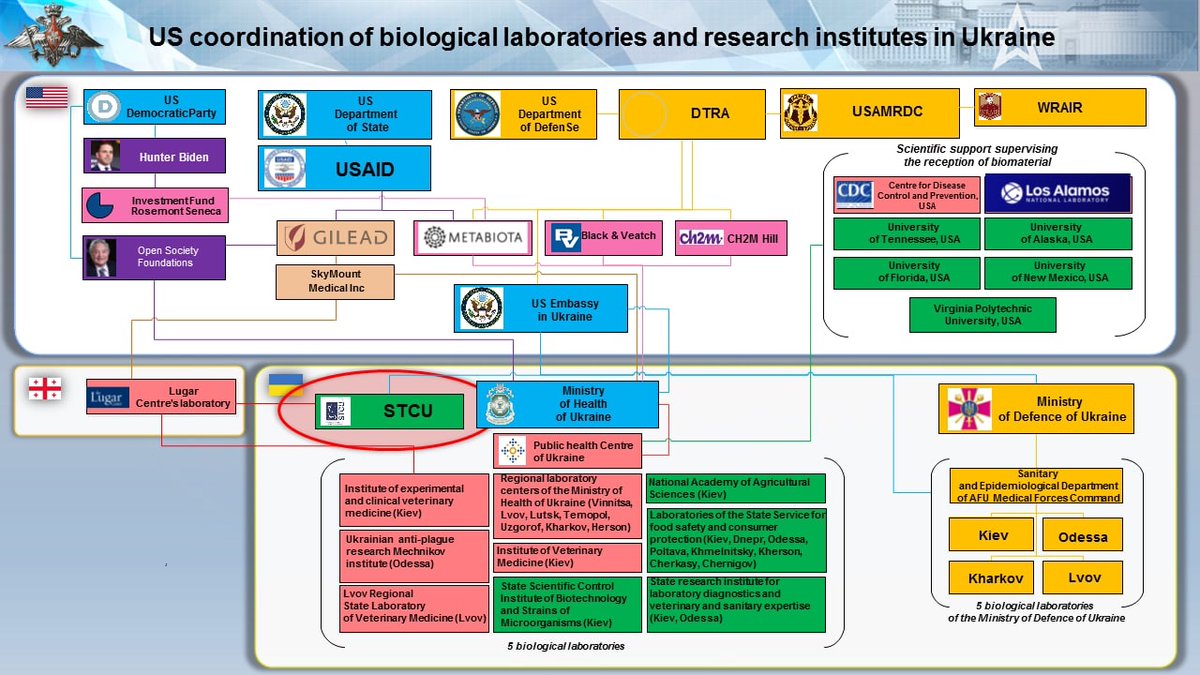 US coordination of biological laboratories and research institutes in Ukraine
D
US
DemocraticParty
US
Department
of State
US
Department
of DefenSe
DTRA
USAMRDC
WRAIR
Hunter Biden
USAID
USAID
Scientific support supervising
the reception of biomaterial
Investment Fund
Rosemont Seneca
CDC
Centre for Disease
Control and Prevention,
USA
Los Alamos
NATIONAL LABORATORY
Open Society
Foundations
GILEAD
METABIOTA
BV
Black & Veatch
ch2m
CH2M Hill
University
of Tennessee, USA
University
of Alaska, USA
SkyMount
Medical Inc
University
of Florida, USA
University
of New Mexico, USA
US Embassy
in Ukraine
Virginia Polytechnic
University, USA
Lugar
Lugar
Centre's laboratory
STCU
STCU
Ministry
of Health
of Ukraine
Ministry
of Defence of Ukraine
Public health Centre
of Ukraine
Institute of experimental
and clinical veterinary
medicine (Kiev)
Regional laboratory
centers of the Ministry of
Health of Ukraine (Vinnitsa,
Lvov, Lutsk, Ternopol,
Uzgorof, Kharkov, Herson)
National Academy of Agricultural
Sciences (Kiev)
Sanitary
and Epidemiological Department
of AFU Medical Forces Command
Ukrainian anti-plague
research Mechnikov
institute (Odessa)
Institute of Veterinary
Medicine (Kiev)
Laboratories of the State Service for
food safety and consumer
protection (Kiev, Dnepr, Odessa,
Poltava, Khmelnitsky, Kherson,
Cherkasy, Chernigov)
Kiev
Odessa
Kharkov
Lvov
Lvov Regional
State Laboratory
of Veterinary Medicine (Lvov)
State Scientific Control
Institute of Biotechnology
and Strains of
Microorganisms (Kiev)
State research institute for
laboratory diagnostics and
veterinary and sanitary expertise
(Kiev, Odessa)
5 biological laboratories
5 biological laboratories
of the Ministry of Defence of Ukraine